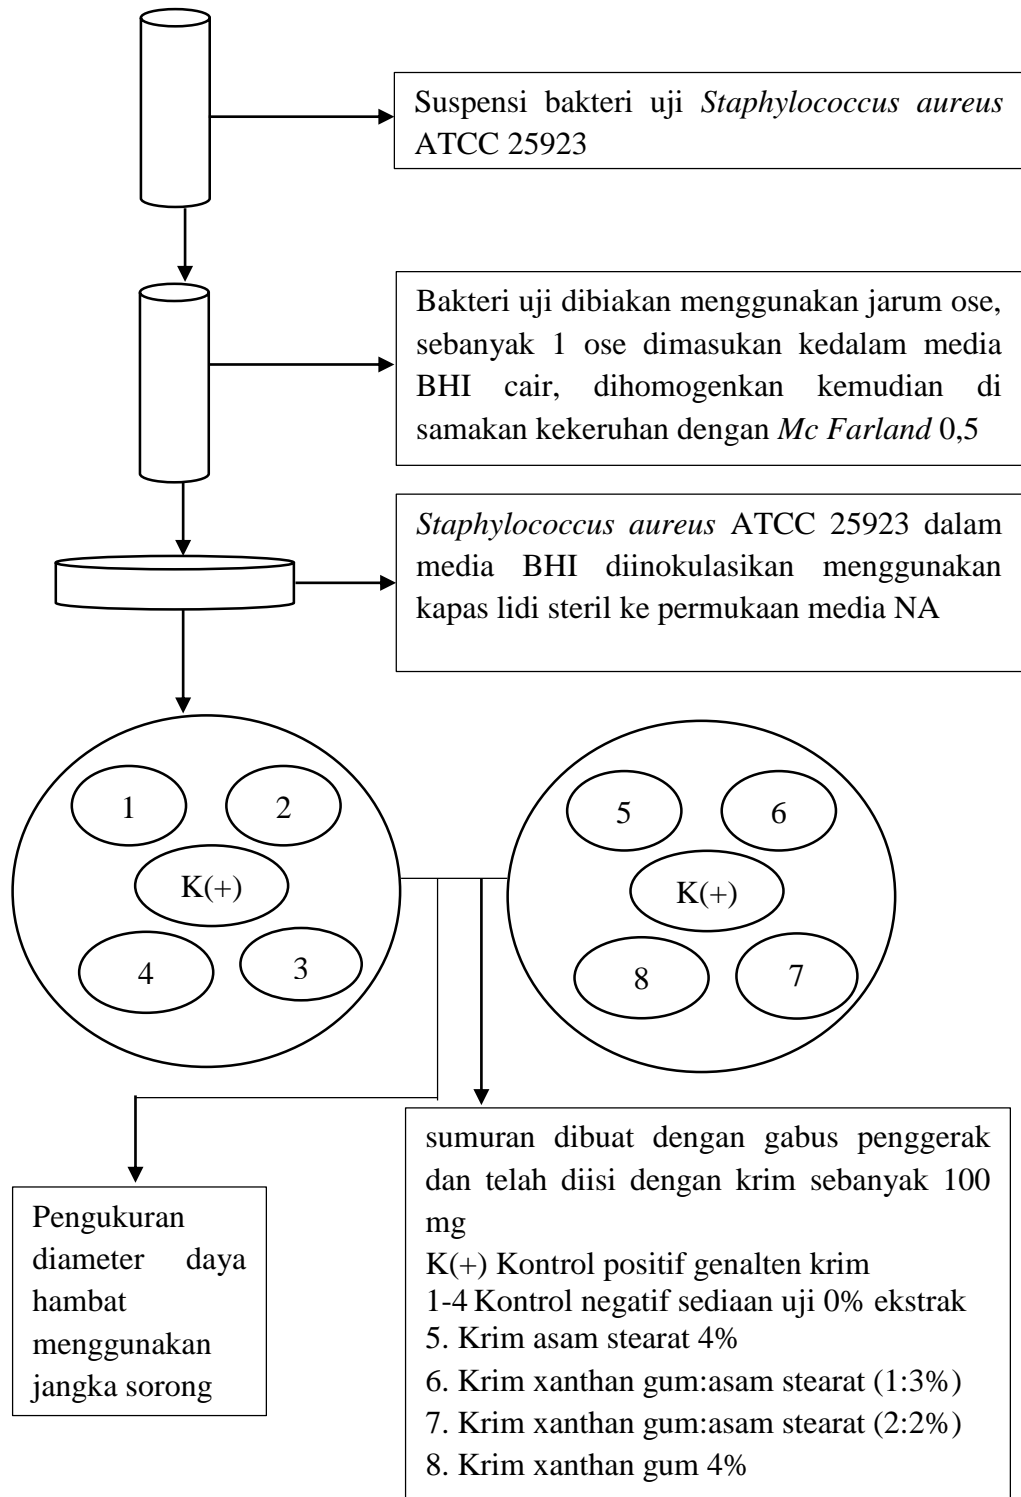 Suspensi bakteri uji Staphylococcus aureus
ATCC 25923
Bakteri uji dibiakan menggunakan jarum ose,
sebanyak 1 ose dimasukan kedalam media
BHI cair, dihomogenkan kemudian di
samakan kekeruhan dengan Mc Farland 0,5
Staphylococcus aureus ATCC 25923 dalam
media BHI diinokulasikan menggunakan
kapas lidi steril ke permukaan media NA
1
2
K(+)
4
3
5
6
K(+)
8
7
Pengukuran
diameter daya
hambat
menggunakan
jangka sorong
sumuran dibuat dengan gabus penggerak
dan telah diisi dengan krim sebanyak 100
mg
K(+) Kontrol positif genalten krim
1-4 Kontrol negatif sediaan uji 0% ekstrak
5. Krim asam stearat 4%
6. Krim xanthan gum:asam stearat (1:3%)
7. Krim xanthan gum:asam stearat (2:2%)
8. Krim xanthan gum 4%